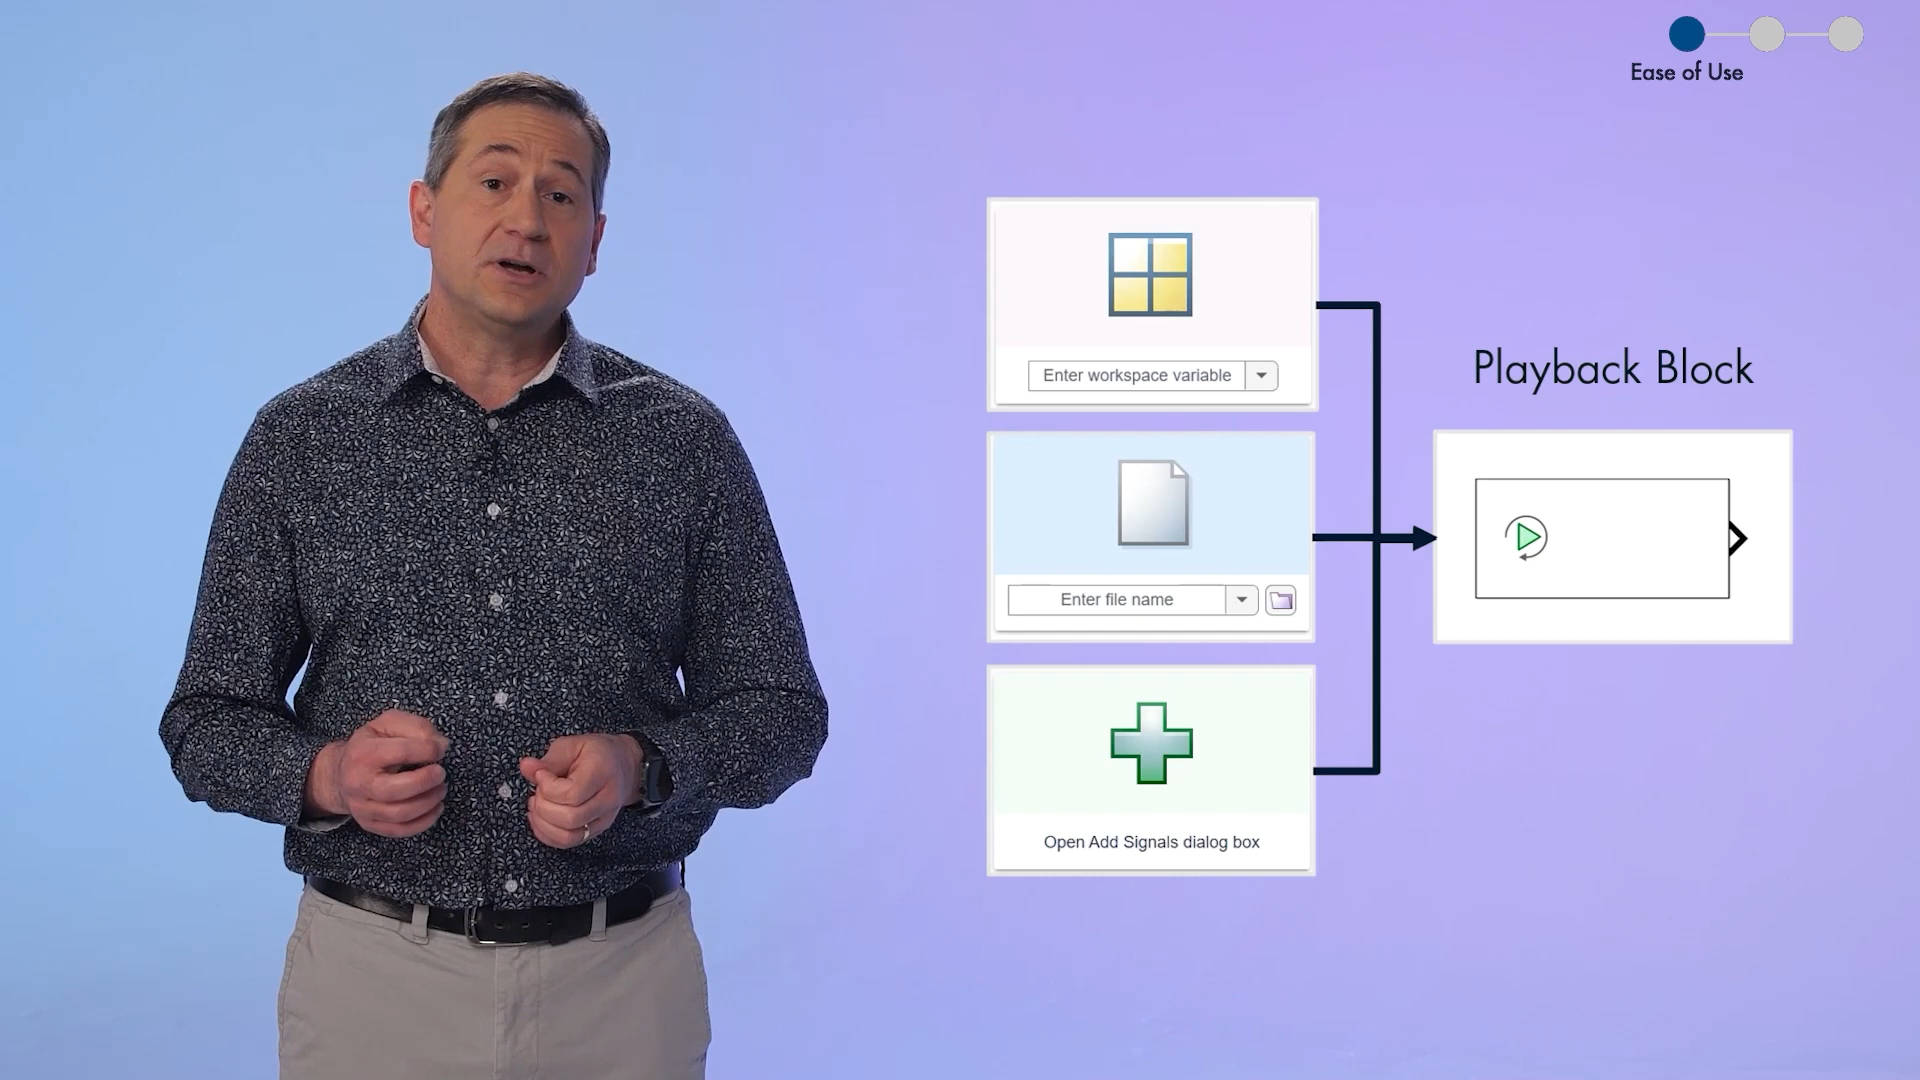 Ease of Use
Enter workspace variable
Playback Block
Enter file name
Open Add Signals dialog box